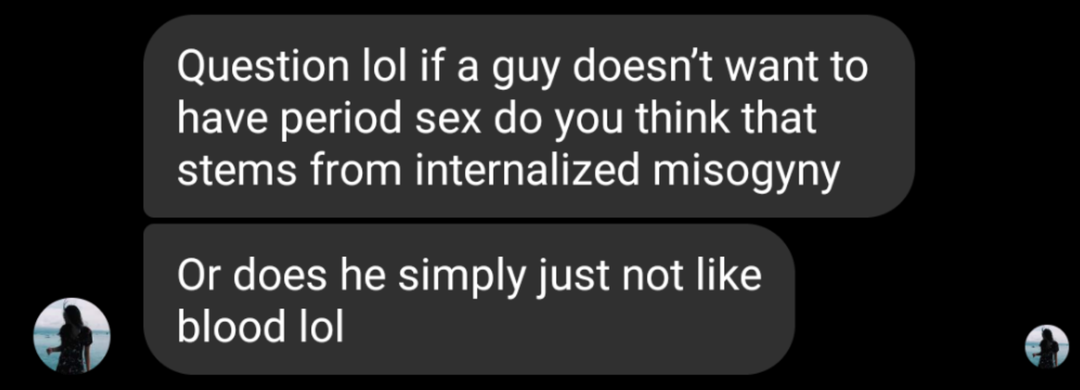 Question lol if a guy doesn’t want to
have period sex do you think that
stems from internalized misogyny
Or does he simply just not like
blood lol